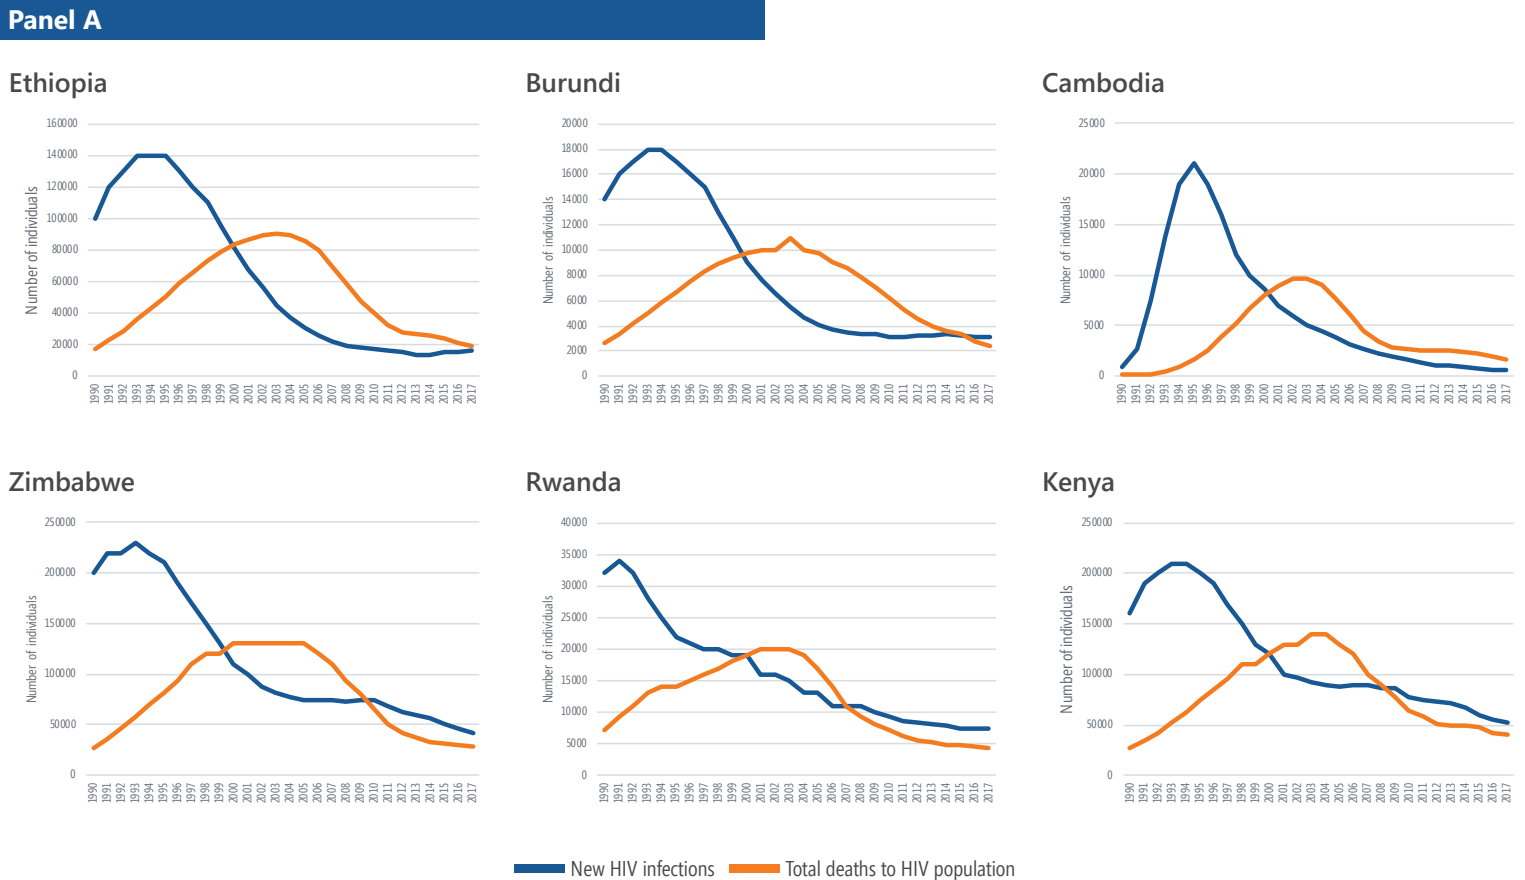 Panel A
Ethiopia
160000
140000
120000
100000
80000
60000
40000
20000
0
Number of individuals
1990 1991 1992 1993 1994 1995 1996 1997 1998 1999 2000 2001 2002 2003 2004 2005 2006 2007 2008 2009 2010 2011 2012 2013 2014 2015 2016 2017
Burundi
20000
18000
16000
14000
12000
10000
8000
6000
4000
2000
0
Number of individuals
1990 1991 1992 1993 1994 1995 1996 1997 1998 1999 2000 2001 2002 2003 2004 2005 2006 2007 2008 2009 2010 2011 2012 2013 2014 2015 2016 2017
Cambodia
25000
20000
15000
10000
5000
0
Number of individuals
1990 1991 1992 1993 1994 1995 1996 1997 1998 1999 2000 2001 2002 2003 2004 2005 2006 2007 2008 2009 2010 2011 2012 2013 2014 2015 2016 2017
Zimbabwe
250000
200000
150000
100000
50000
0
Number of individuals
1990 1991 1992 1993 1994 1995 1996 1997 1998 1999 2000 2001 2002 2003 2004 2005 2006 2007 2008 2009 2010 2011 2012 2013 2014 2015 2016 2017
Rwanda
40000
35000
30000
25000
20000
15000
10000
5000
0
Number of individuals
1990 1991 1992 1993 1994 1995 1996 1997 1998 1999 2000 2001 2002 2003 2004 2005 2006 2007 2008 2009 2010 2011 2012 2013 2014 2015 2016 2017
Kenya
250000
200000
150000
100000
50000
0
Number of individuals
1990 1991 1992 1993 1994 1995 1996 1997 1998 1999 2000 2001 2002 2003 2004 2005 2006 2007 2008 2009 2010 2011 2012 2013 2014 2015 2016 2017
New HIV infections
Total deaths to HIV population